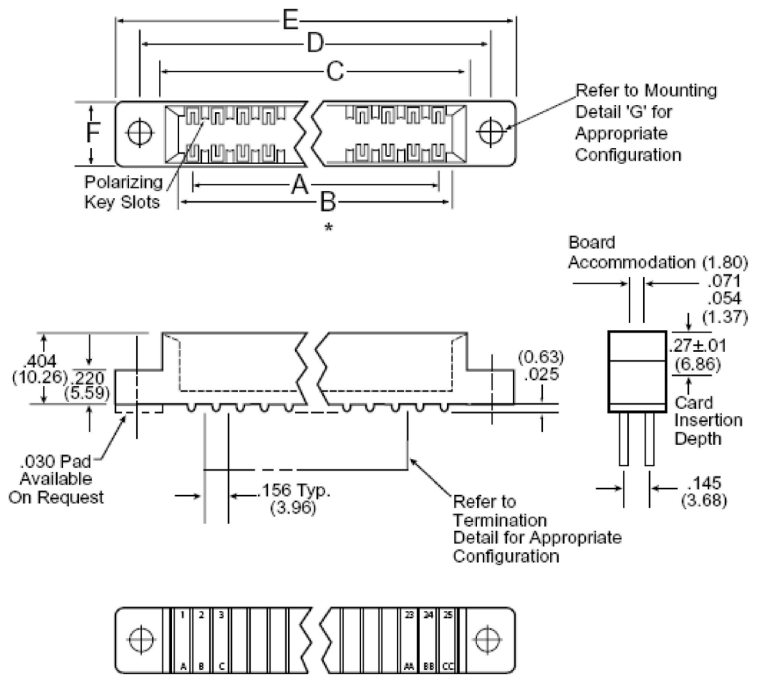 E
D
C
F
A
B
*
Polarizing
Key Slots
Refer to Mounting
Detail 'G' for
Appropriate
Configuration
Board
Accommodation (1.80)
.071
.054
(1.37)
.404
(10.26)
.220
(5.59)
(0.63)
.025
.27±.01
(6.86)
Card
Insertion
Depth
.030 Pad
Available
On Request
.156 Typ.
(3.96)
Refer to
Termination
Detail for Appropriate
Configuration
.145
(3.68)
1 2 3 23 24 25
A B C AA BB CC